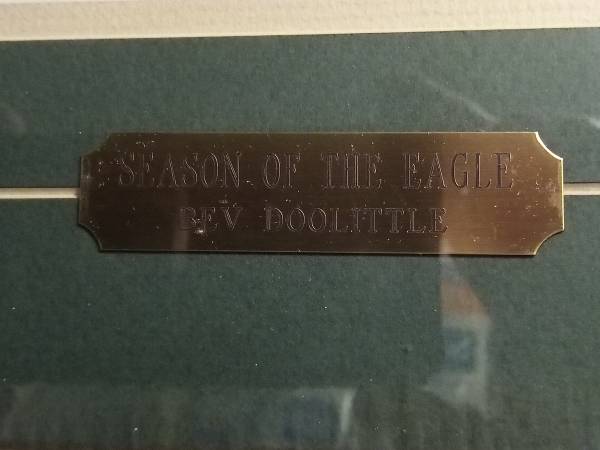 SEASON OF THE EAGLE
BEV DOOLITTLE